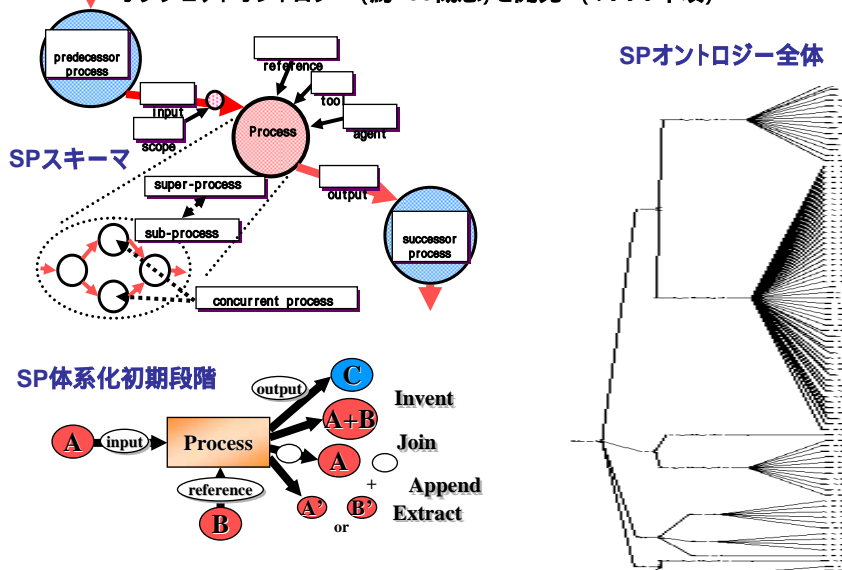 SPオントロジー全体
predecessor
process
reference
tool
input
Process
agent
scope
SPスキーマ
super-process
output
sub-process
successor
process
concurrent process
SP体系化初期段階
output
C
Invent
A+B
A
input
Process
Join
A
+
Append
reference
A'
or
B'
Extract
B